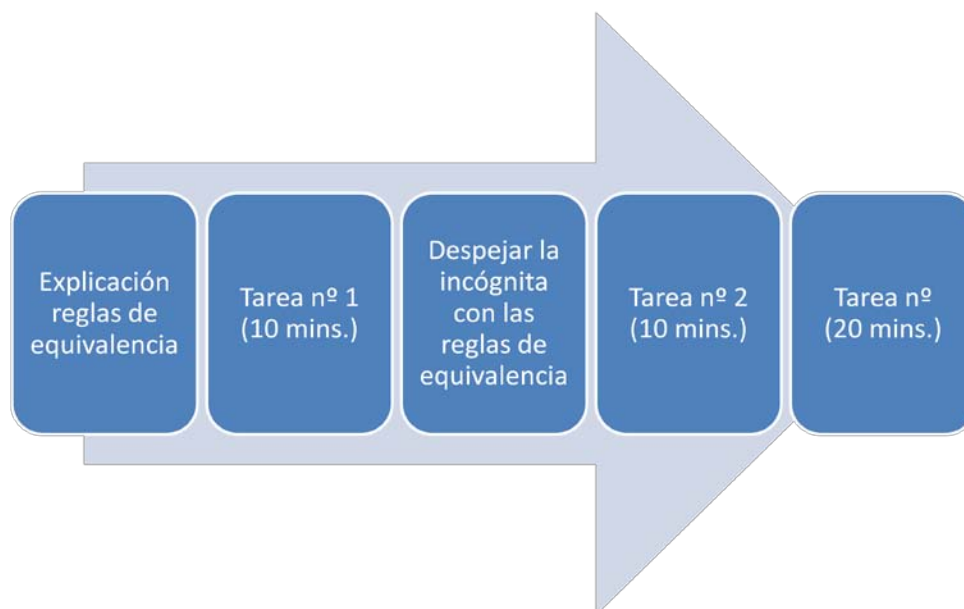 Explicación
reglas de
equivalencia
Tarea nº 1
(10 mins.)
Despejar la
incógnita
con las
reglas de
equivalencia
Tarea nº 2
(10 mins.)
Tarea nº
(20 mins.)